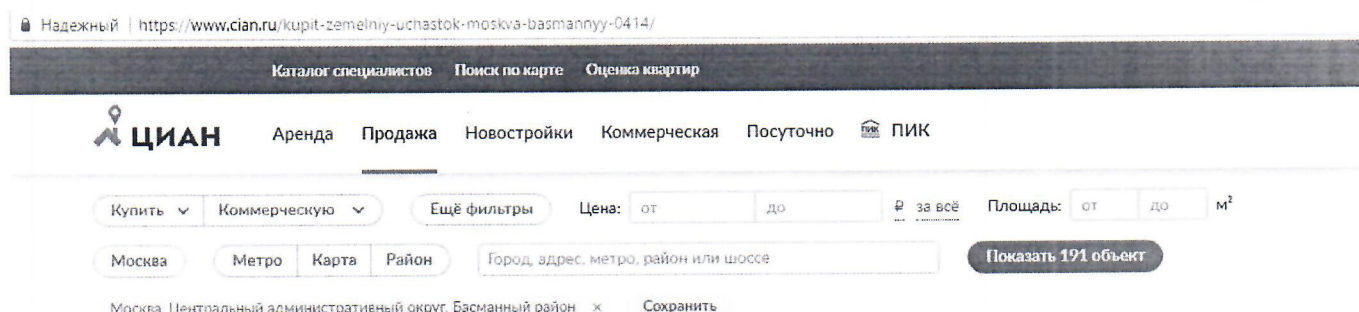 Надежный https://www.cian.ru/kupit-zemelniy-uchastok-moskva-basmannyy-0414/
Каталог специалистов Поиск по карте Оценка квартир
ЦИАН Аренда Продажа Новостройки Коммерческая Посуточно ПИК ПИК
Купить Коммерческую Ещё фильтры Цена: от до ₽ за всё Площадь: от до м²
Москва Метро Карта Район Город, адрес, метро, район или шоссе Показать 191 объект
Москва, Центральный административный округ, Басманный район × Сохранить